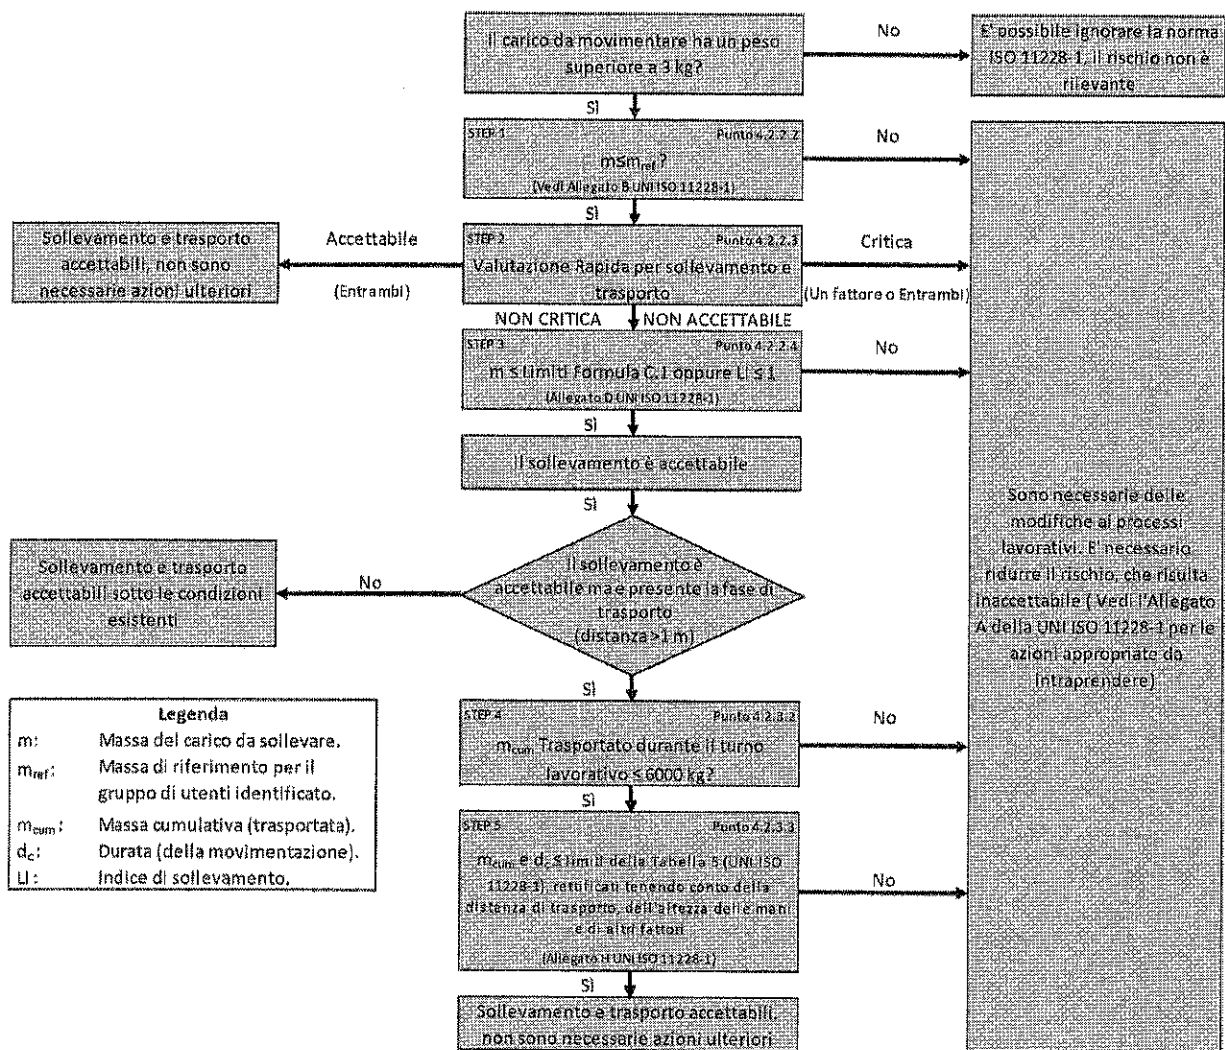 Il carico da movimentare ha un peso
superiore a 3 kg?
No
E' possibile ignorare la norma
ISO 11228-1, il rischio non è
rilevante
SÌ
STEP 1
Punto 4.2.2.2
m≤m_ref ?
(Vedi Allegato B UNI ISO 11228-1)
No
SÌ
STEP 2
Punto 4.2.2.3
Valutazione Rapida per sollevamento e
trasporto
Accettabile
(Entrambi)
Sollevamento e trasporto
accettabili, non sono
necessarie azioni ulteriori
Critica
(Un fattore o Entrambi)
NON CRITICA
NON ACCETTABILE
STEP 3
Punto 4.2.2.4
m ≤ Limiti Formula C.1 oppure LI ≤ 1
(Allegato D UNI ISO 11228-1)
No
SÌ
Il sollevamento è accettabile
SÌ
Il sollevamento è
accettabile ma è presente la fase di
trasporto
(distanza >1 m)
No
Sollevamento e trasporto
accettabili sotto le condizioni
esistenti
Sono necessarie delle
modifiche ai processi
lavorativi. E' necessario
ridurre il rischio, che risulta
inaccettabile ( Vedi l'Allegato
A della UNI ISO 11228-1 per le
azioni appropriate da
intraprendere)
SÌ
STEP 4
Punto 4.2.3.2
m_cum Trasportato durante il turno
lavorativo ≤ 6000 kg?
No
SÌ
STEP 5
Punto 4.2.3.3
m_cum e d_c ≤ limiti della Tabella 5 (UNI ISO
11228-1), rettificati tenendo conto della
distanza di trasporto, dell'altezza delle mani
e di altri fattori
(Allegato H UNI ISO 11228-1)
No
SÌ
Sollevamento e trasporto accettabili,
non sono necessarie azioni ulteriori
Legenda
m: Massa del carico da sollevare.
m_ref: Massa di riferimento per il
gruppo di utenti identificato.
m_cum: Massa cumulativa (trasportata).
d_c: Durata (della movimentazione).
LI: Indice di sollevamento.